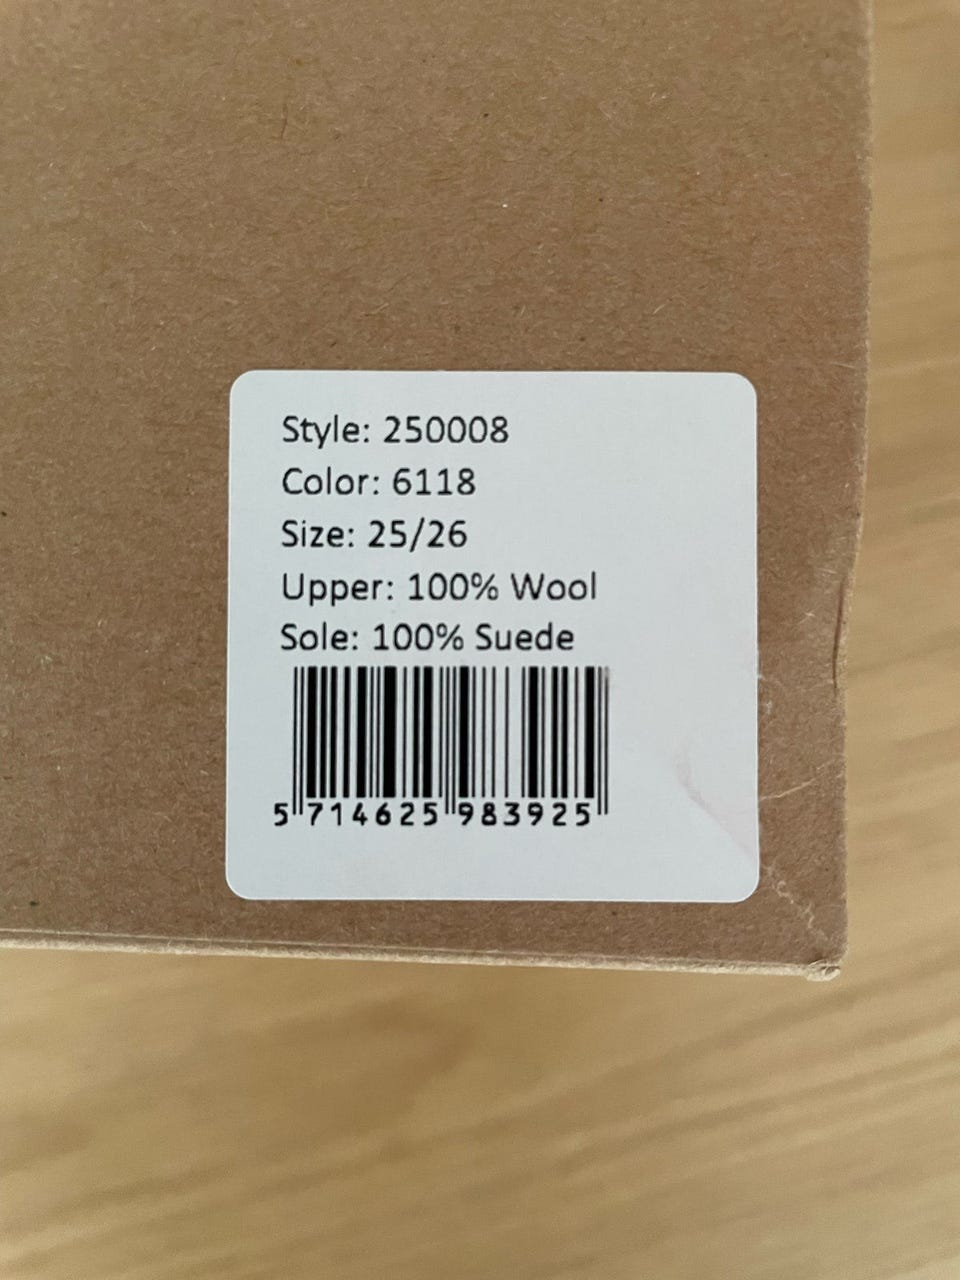 Style: 250008
Color: 6118
Size: 25/26
Upper: 100% Wool
Sole: 100% Suede
5 714625 983925